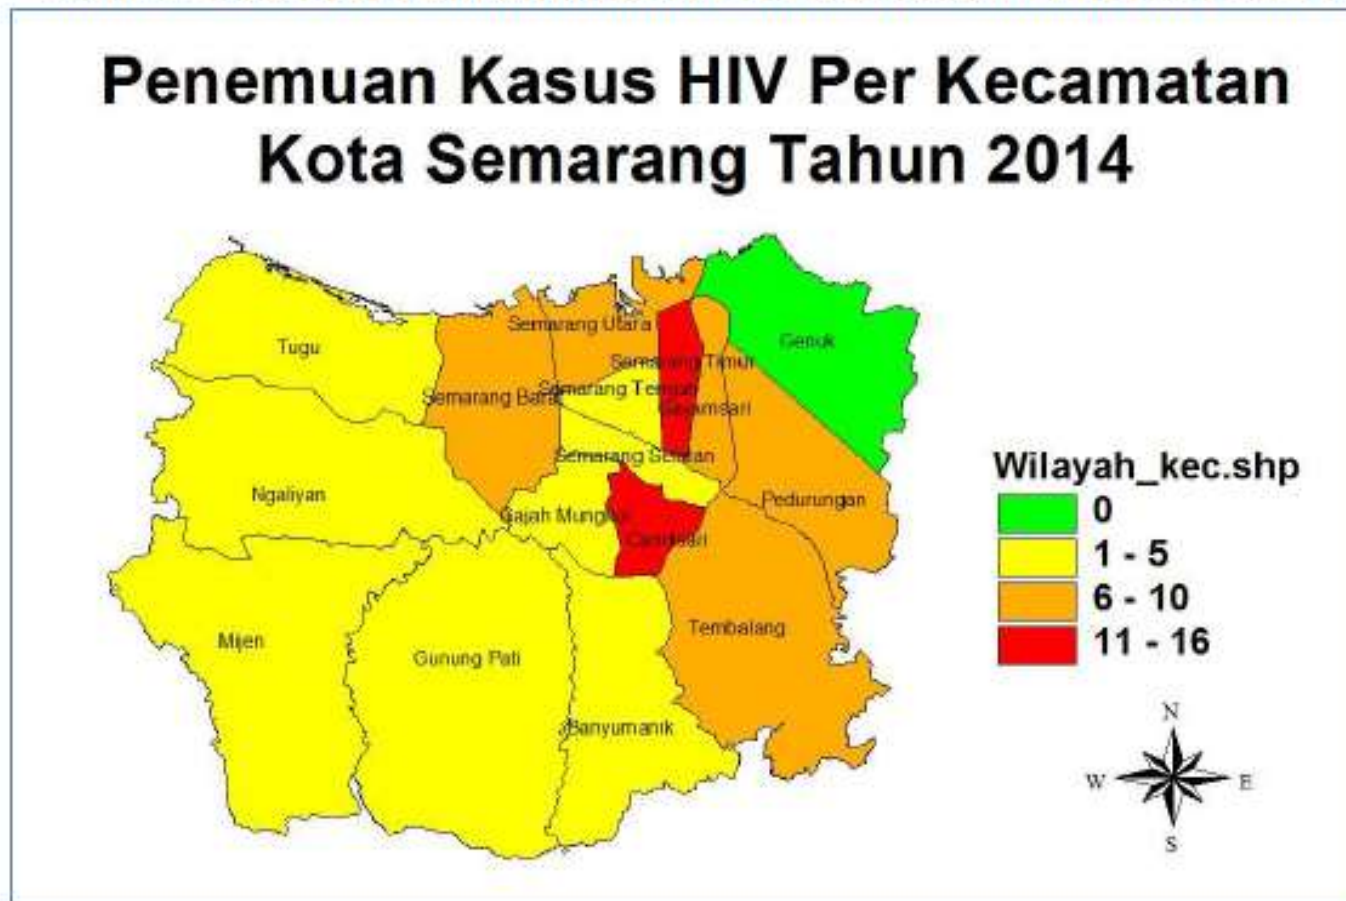 Penemuan Kasus HIV Per Kecamatan
Kota Semarang Tahun 2014
Tugu
Semarang Utara
Genuk
Semarang Timur
Semarang Barat
Semarang Tengah
Gayamsari
Semarang Selatan
Ngaliyan
Pedurungan
Gajah Mungkur
Candisari
Mijen
Gunung Pati
Tembalang
Banyumanik
Wilayah_kec.shp
0
1 - 5
6 - 10
11 - 16
N
W E
S